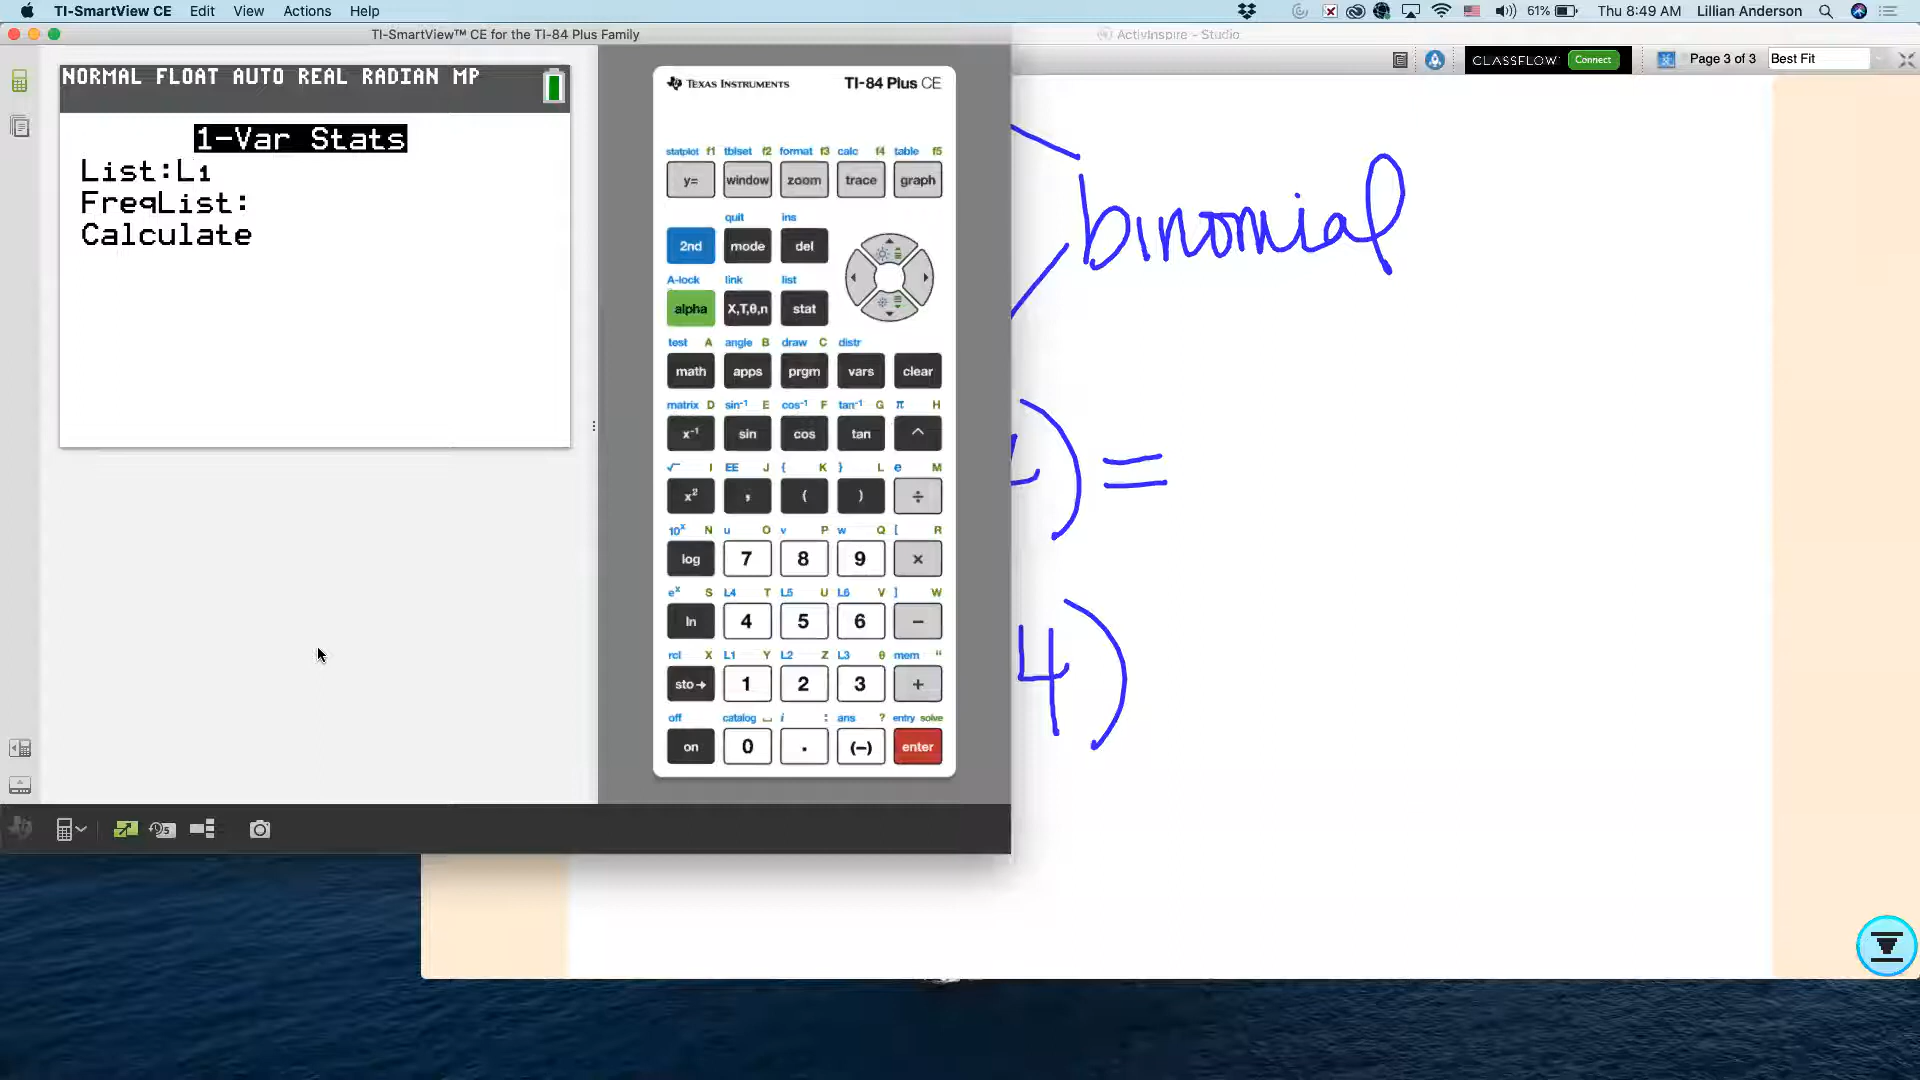 TI-SmartView CE Edit View Actions Help 61% Thu 8:49 AM Lillian Anderson
TI-SmartView™ CE for the TI-84 Plus Family
ActivInspire - Studio
CLASSFLOW Connect Page 3 of 3 Best Fit
NORMAL FLOAT AUTO REAL RADIAN MP
1-Var Stats
List:L1
FreqList:
Calculate
TEXAS INSTRUMENTS TI-84 Plus CE
statplot f1 tblset f2 format f3 calc f4 table f5
y= window zoom trace graph
quit ins
2nd mode del
A-lock link list
alpha X,T,θ,n stat
test A angle B draw C distr
math apps prgm vars clear
matrix D sin⁻¹ E cos⁻¹ F tan⁻¹ G π H
x⁻¹ sin cos tan ^
√ I EE J { K } L e M
x² , ( ) ÷
10ˣ N u O v P w Q [ R
log 7 8 9 ×
eˣ S L4 T L5 U L6 V ] W
ln 4 5 6 −
rcl X L1 Y L2 Z L3 θ mem "
sto→ 1 2 3 +
off catalog ␣ i : ans ? entry solve
on 0 . (−) enter
binomial
) =
4)